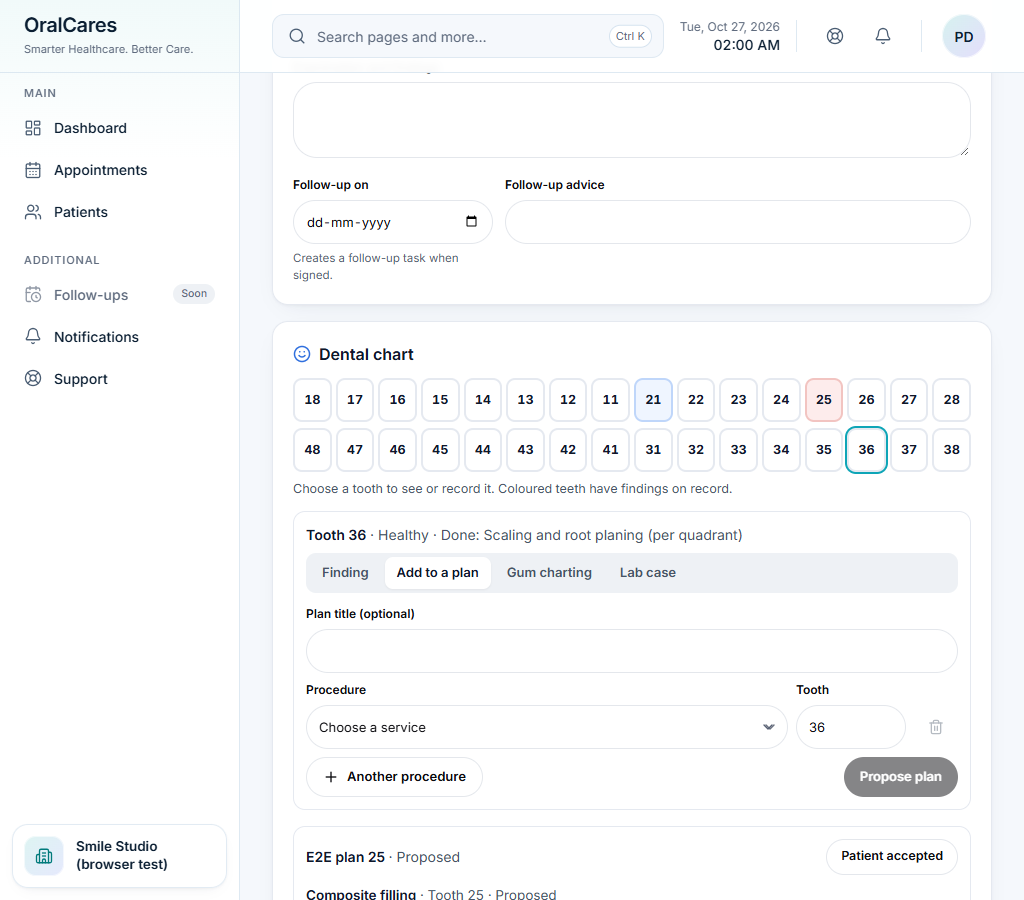 OralCares
Smarter Healthcare. Better Care.
Search pages and more...
Ctrl K
Tue, Oct 27, 2026
02:00 AM
PD
MAIN
Dashboard
Appointments
Patients
ADDITIONAL
Follow-ups
Soon
Notifications
Support
Smile Studio
(browser test)
Follow-up on
Follow-up advice
dd-mm-yyyy
Creates a follow-up task when
signed.
Dental chart
18 17 16 15 14 13 12 11 21 22 23 24 25 26 27 28
48 47 46 45 44 43 42 41 31 32 33 34 35 36 37 38
Choose a tooth to see or record it. Coloured teeth have findings on record.
Tooth 36 · Healthy · Done: Scaling and root planing (per quadrant)
Finding
Add to a plan
Gum charting
Lab case
Plan title (optional)
Procedure
Tooth
Choose a service
36
Another procedure
Propose plan
E2E plan 25 · Proposed
Patient accepted
Composite filling · Tooth 25 · Proposed